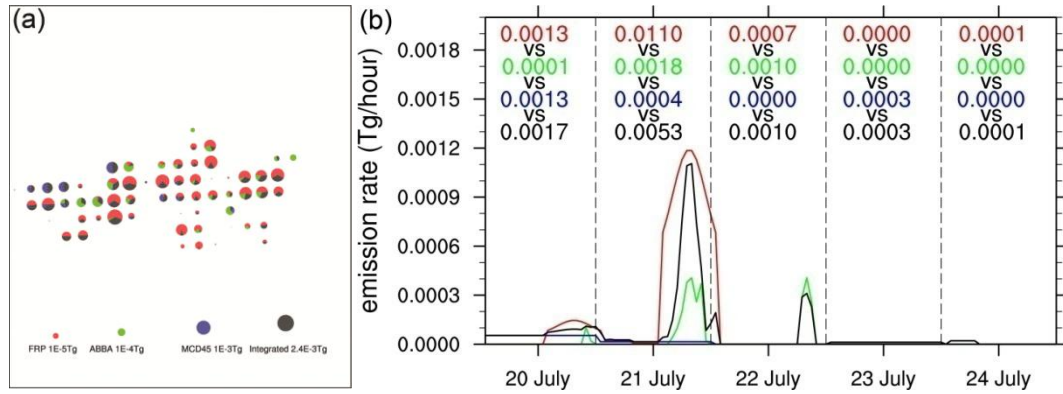 (a)
FRP 1E-5Tg ABBA 1E-4Tg MCD45 1E-3Tg Integrated 2.4E-3Tg
(b)
emission rate (Tg/hour)
0.0018
0.0015
0.0012
0.0009
0.0006
0.0003
0.0000
0.0013 0.0110 0.0007 0.0000 0.0001
vs vs vs vs vs
0.0001 0.0018 0.0010 0.0000 0.0000
vs vs vs vs vs
0.0013 0.0004 0.0000 0.0003 0.0000
vs vs vs vs vs
0.0017 0.0053 0.0010 0.0003 0.0001
20 July 21 July 22 July 23 July 24 July